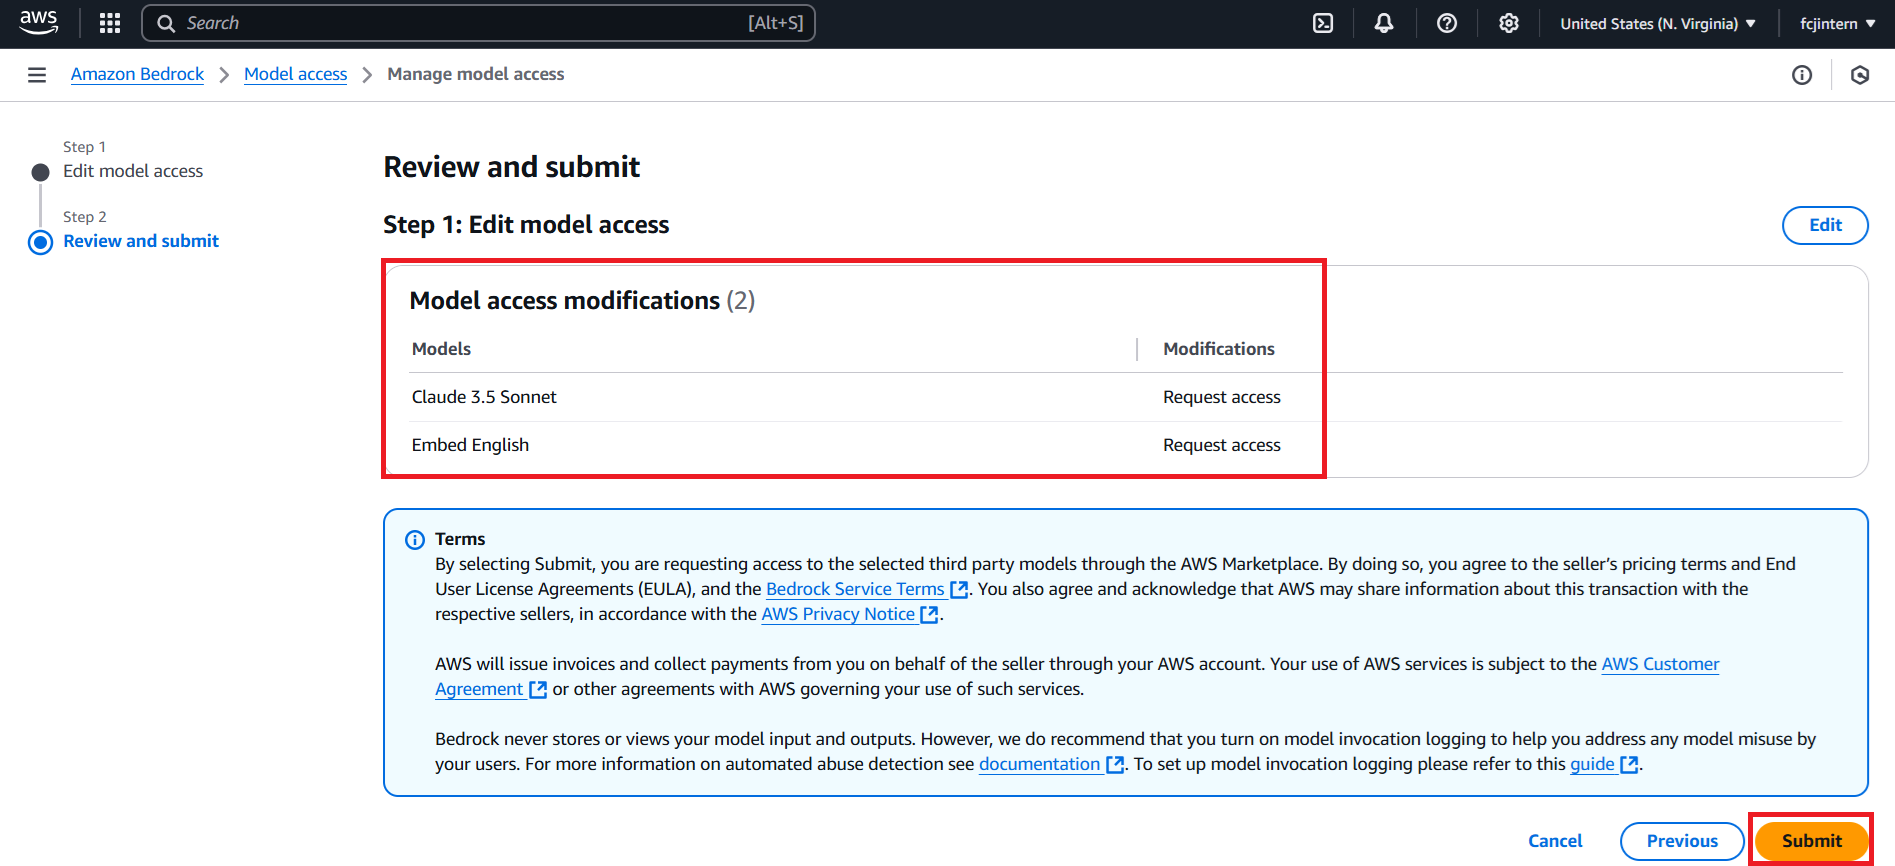 aws
Search [Alt+S]
United States (N. Virginia)
fcjintern
Amazon Bedrock
Model access
Manage model access
Step 1
Edit model access
Step 2
Review and submit
Review and submit
Step 1: Edit model access
Edit
Model access modifications (2)
Models Modifications
Claude 3.5 Sonnet Request access
Embed English Request access
Terms
By selecting Submit, you are requesting access to the selected third party models through the AWS Marketplace. By doing so, you agree to the seller’s pricing terms and End
User License Agreements (EULA), and the Bedrock Service Terms. You also agree and acknowledge that AWS may share information about this transaction with the
respective sellers, in accordance with the AWS Privacy Notice.
AWS will issue invoices and collect payments from you on behalf of the seller through your AWS account. Your use of AWS services is subject to the AWS Customer
Agreement or other agreements with AWS governing your use of such services.
Bedrock never stores or views your model input and outputs. However, we do recommend that you turn on model invocation logging to help you address any model misuse by
your users. For more information on automated abuse detection see documentation. To set up model invocation logging please refer to this guide.
Cancel
Previous
Submit